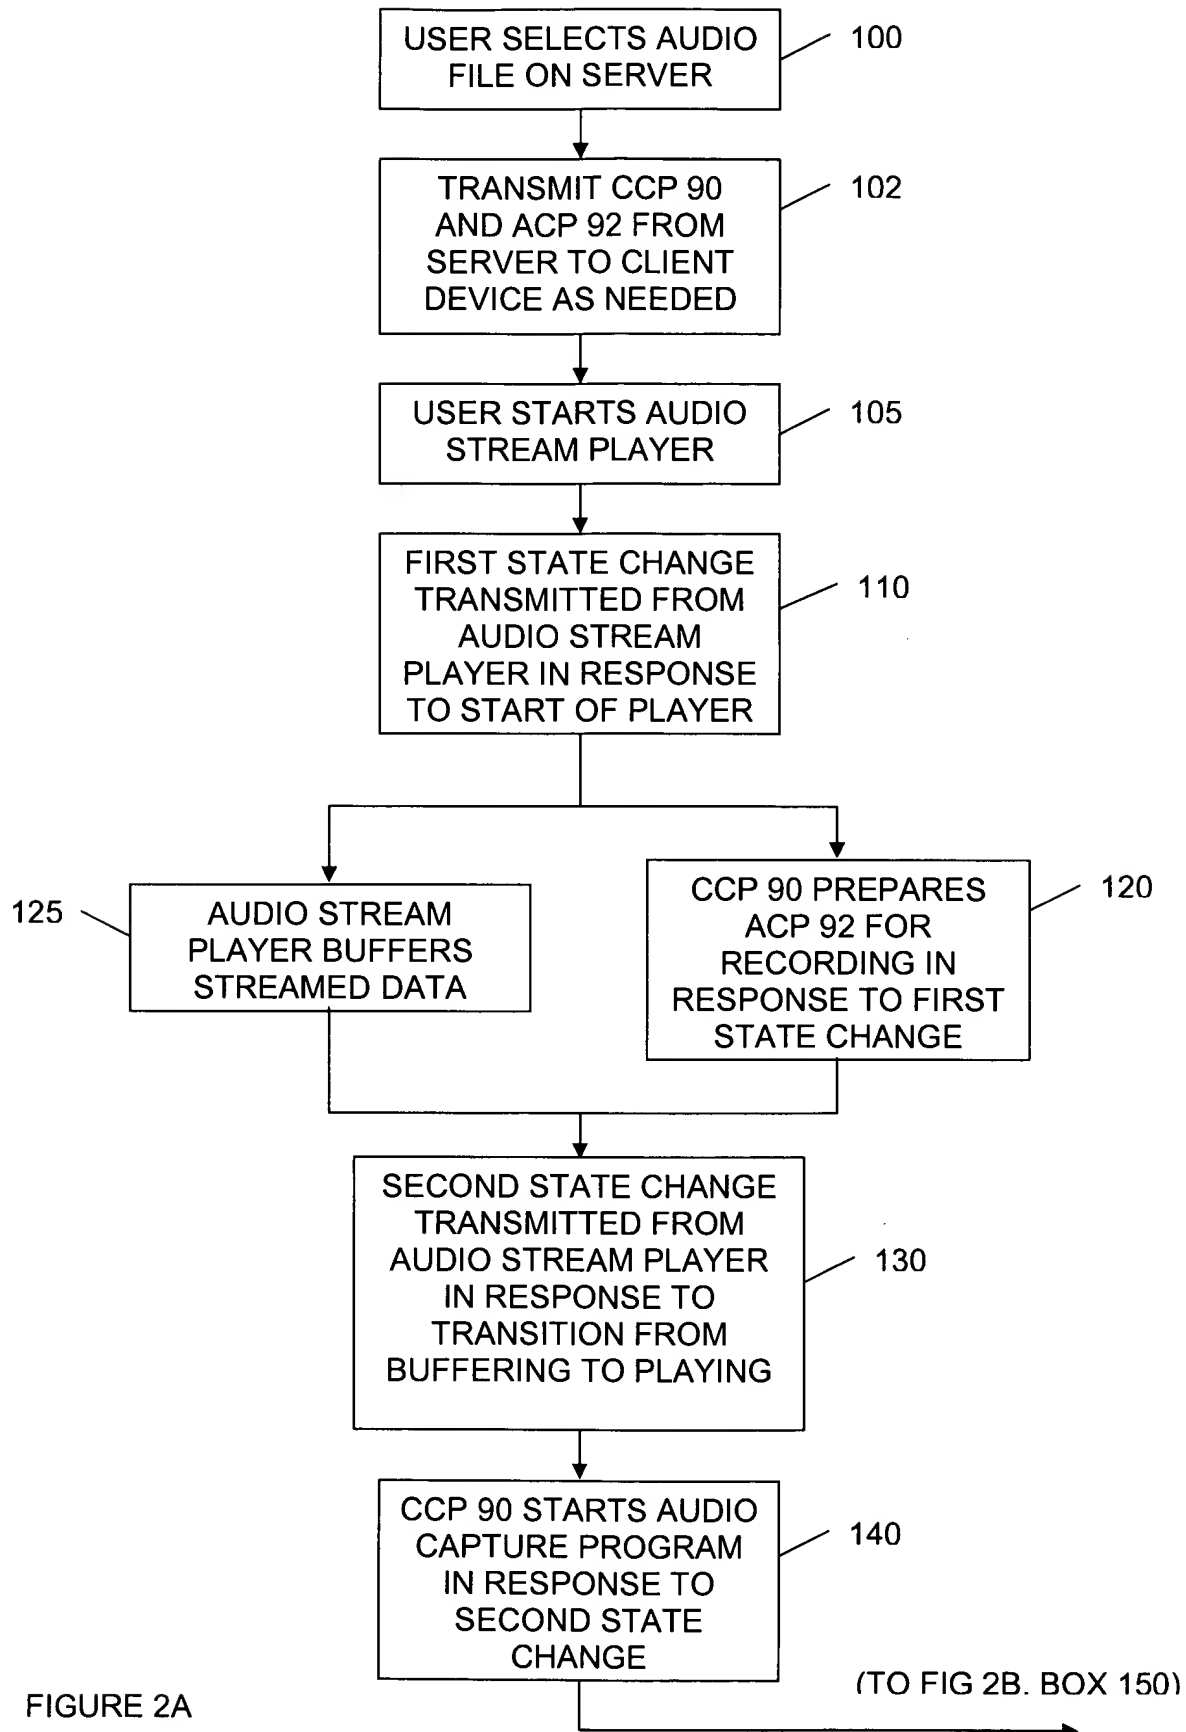 USER SELECTS AUDIO
FILE ON SERVER
100
TRANSMIT CCP 90
AND ACP 92 FROM
SERVER TO CLIENT
DEVICE AS NEEDED
102
USER STARTS AUDIO
STREAM PLAYER
105
FIRST STATE CHANGE
TRANSMITTED FROM
AUDIO STREAM
PLAYER IN RESPONSE
TO START OF PLAYER
110
125
AUDIO STREAM
PLAYER BUFFERS
STREAMED DATA
CCP 90 PREPARES
ACP 92 FOR
RECORDING IN
RESPONSE TO FIRST
STATE CHANGE
120
SECOND STATE CHANGE
TRANSMITTED FROM
AUDIO STREAM PLAYER
IN RESPONSE TO
TRANSITION FROM
BUFFERING TO PLAYING
130
CCP 90 STARTS AUDIO
CAPTURE PROGRAM
IN RESPONSE TO
SECOND STATE
CHANGE
140
(TO FIG 2B. BOX 150)
FIGURE 2A